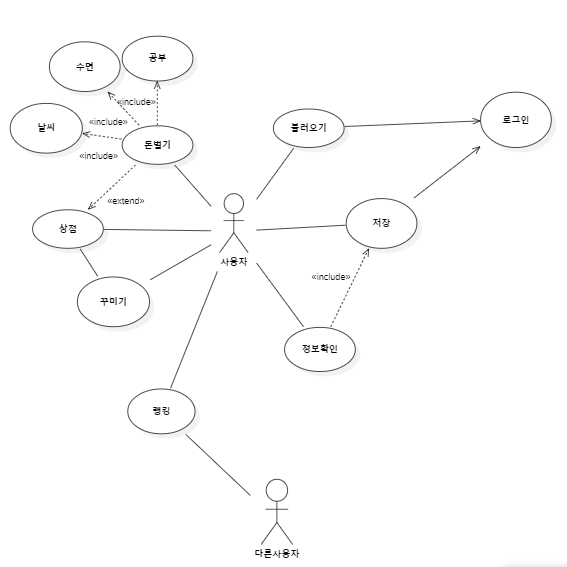 공부
수면
«include»
날씨
«include»
돈벌기
«include»
«extend»
불러오기
로그인
상점
사용자
저장
꾸미기
«include»
정보확인
랭킹
다른사용자